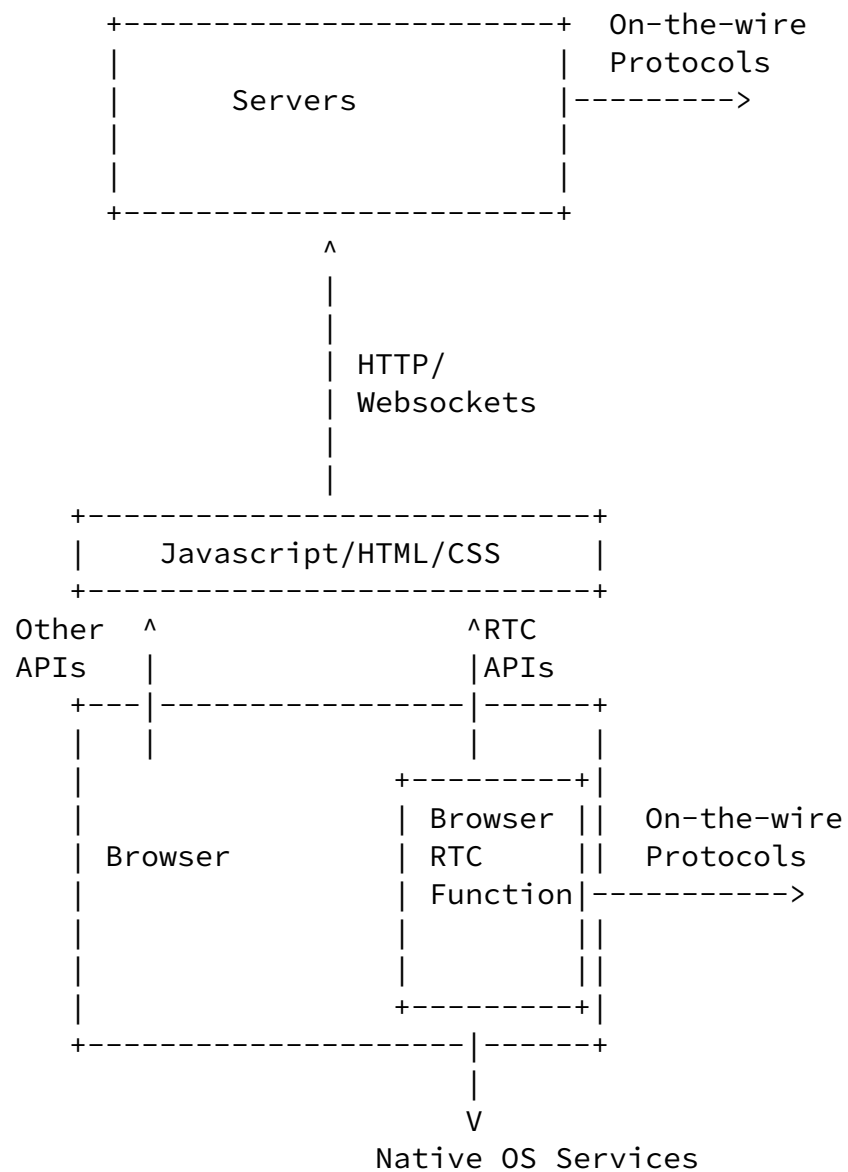 On-the-wire
Protocols
Servers
HTTP/
Websockets
Javascript/HTML/CSS
Other
APIs
RTC
APIs
Browser
Browser
RTC
Function
On-the-wire
Protocols
Native OS Services